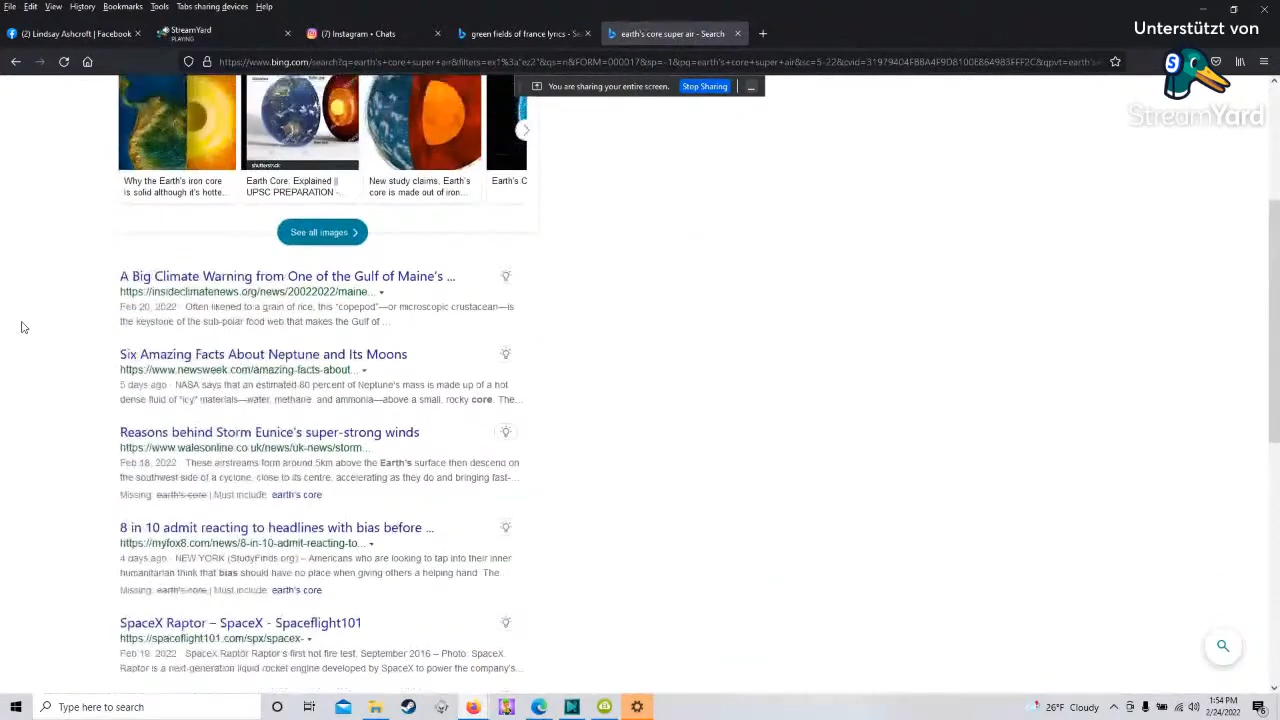 File Edit View History Bookmarks Tools Tabs sharing devices Help
(2) Lindsay Ashcroft | Facebook
StreamYard
PLAYING
(7) Instagram • Chats
green fields of france lyrics - Se
earth's core super air - Search
Unterstützt von
StreamYard
You are sharing your entire screen.
Stop Sharing
shutterstock
Why the Earth's iron core
is solid although it's hotte...
Earth Core: Explained ||
UPSC PREPARATION -...
New study claims, Earth's
core is made out of iron...
Earth's C
See all images
A Big Climate Warning from One of the Gulf of Maine's ...
https://insideclimatenews.org/news/20022022/maine...
Feb 20, 2022 · Often likened to a grain of rice, this "copepod"—or microscopic crustacean—is
the keystone of the sub-polar food web that makes the Gulf of ...
Six Amazing Facts About Neptune and Its Moons
https://www.newsweek.com/amazing-facts-about...
5 days ago · NASA says that an estimated 80 percent of Neptune's mass is made up of a hot
dense fluid of "icy" materials—water, methane, and ammonia—above a small, rocky core. The...
Reasons behind Storm Eunice's super-strong winds
https://www.walesonline.co.uk/news/uk-news/storm...
Feb 18, 2022 · These airstreams form around 5km above the Earth's surface then descend on
the southwest side of a cyclone, close to its centre, accelerating as they do and bringing fast-...
Missing: earth's core | Must include: earth's core
8 in 10 admit reacting to headlines with bias before ...
https://myfox8.com/news/8-in-10-admit-reacting-to...
4 days ago · NEW YORK (StudyFinds.org) – Americans who are looking to tap into their inner
humanitarian think that bias should have no place when giving others a helping hand. The...
Missing: earth's core | Must include: earth's core
SpaceX Raptor – SpaceX - Spaceflight101
https://spaceflight101.com/spx/spacex-
Feb 19, 2022 · SpaceX Raptor Raptor's first hot fire test, September 2016 – Photo: SpaceX.
Raptor is a next-generation liquid rocket engine developed by SpaceX to power the company's...
Type here to search
26°F Cloudy
1:54 PM
2/24/2022